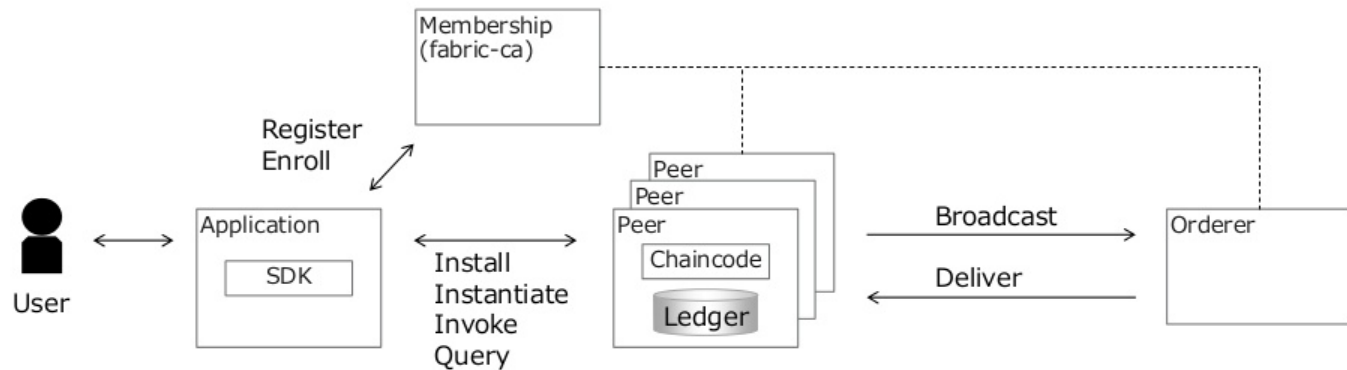 Membership
(fabric-ca)
Register
Enroll
Peer
Peer
Peer
Chaincode
Ledger
User
Application
SDK
Install
Instantiate
Invoke
Query
Broadcast
Deliver
Orderer